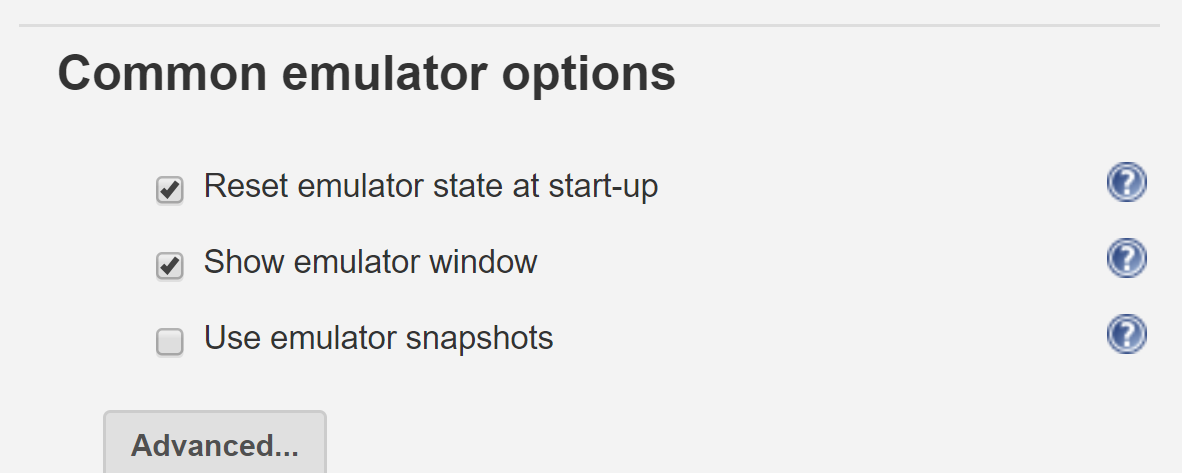 Common emulator options
Reset emulator state at start-up
Show emulator window
Use emulator snapshots
Advanced...